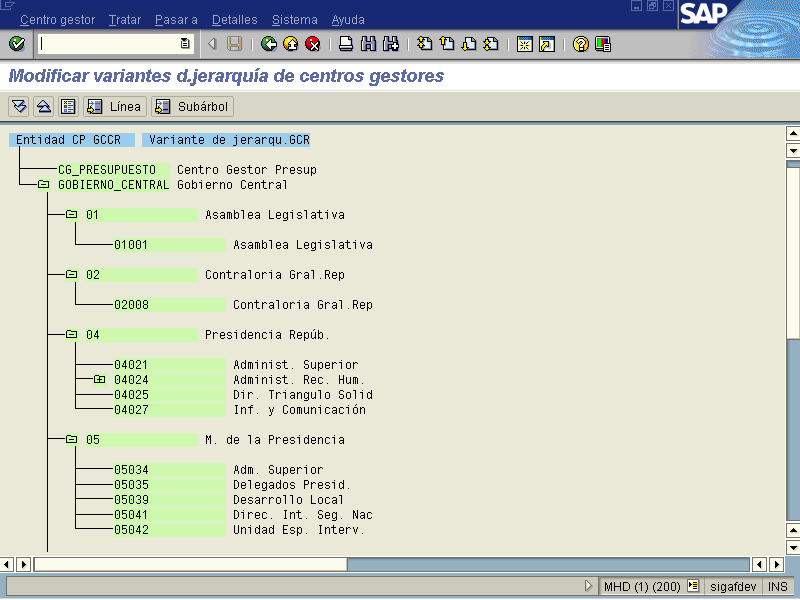 Centro gestor Tratar Pasar a Detalles Sistema Ayuda
SAP
Modificar variantes d.jerarquía de centros gestores
Línea Subárbol
Entidad CP GCCR Variante de jerarqu.GCR
CG_PRESUPUESTO Centro Gestor Presup
GOBIERNO_CENTRAL Gobierno Central
01 Asamblea Legislativa
01001 Asamblea Legislativa
02 Contraloria Gral.Rep
02008 Contraloria Gral.Rep
04 Presidencia Repúb.
04021 Administ. Superior
04024 Administ. Rec. Hum.
04025 Dir. Triangulo Solid
04027 Inf. y Comunicación
05 M. de la Presidencia
05034 Adm. Superior
05035 Delegados Presid.
05039 Desarrollo Local
05041 Direc. Int. Seg. Nac
05042 Unidad Esp. Interv.
MHD (1) (200) sigafdev INS